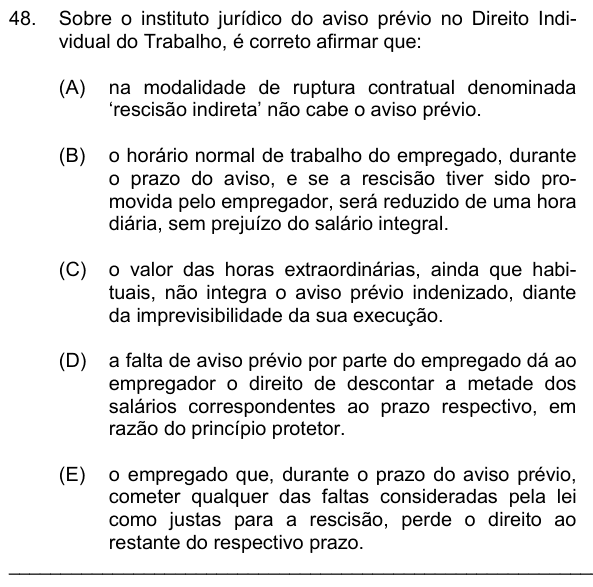 48. Sobre o instituto jurídico do aviso prévio no Direito Indi-
vidual do Trabalho, é correto afirmar que:
(A) na modalidade de ruptura contratual denominada
‘rescisão indireta’ não cabe o aviso prévio.
(B) o horário normal de trabalho do empregado, durante
o prazo do aviso, e se a rescisão tiver sido pro-
movida pelo empregador, será reduzido de uma hora
diária, sem prejuízo do salário integral.
(C) o valor das horas extraordinárias, ainda que habi-
tuais, não integra o aviso prévio indenizado, diante
da imprevisibilidade da sua execução.
(D) a falta de aviso prévio por parte do empregado dá ao
empregador o direito de descontar a metade dos
salários correspondentes ao prazo respectivo, em
razão do princípio protetor.
(E) o empregado que, durante o prazo do aviso prévio,
cometer qualquer das faltas consideradas pela lei
como justas para a rescisão, perde o direito ao
restante do respectivo prazo.